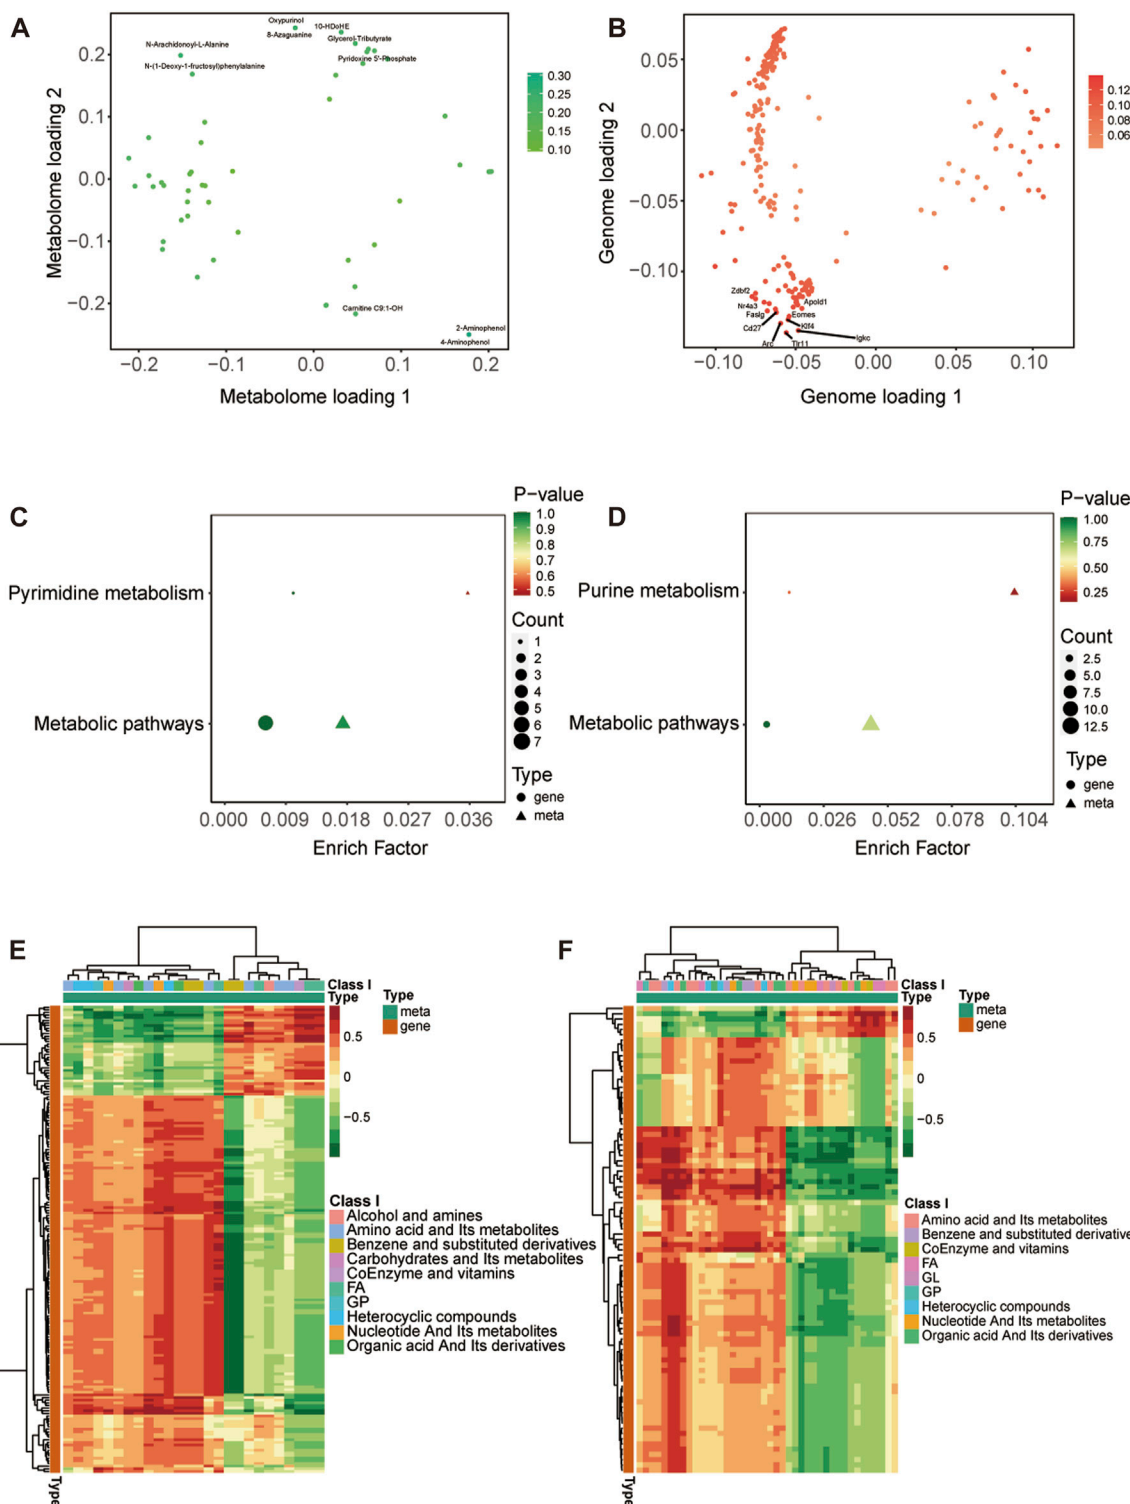 A
Oxypurinol
8-Azaguanine
10-HDoHE
Glycerol-Tributyrate
Pyridoxine 5'-Phosphate
N-Arachidonoyl-L-Alanine
N-(1-Deoxy-1-fructosyl)phenylalanine
Carnitine C9:1-OH
2-Aminophenol
4-Aminophenol
0.2
0.1
0.0
−0.1
−0.2
Metabolome loading 2
−0.2
−0.1
0.0
0.1
0.2
Metabolome loading 1
0.30
0.25
0.20
0.15
0.10
B
0.05
0.00
−0.05
−0.10
Genome loading 2
Zdbf2
Nr4a3
Faslg
Cd27
Arc
Tlr11
Apold1
Eomes
Klf4
Igkc
−0.10
−0.05
0.00
0.05
0.10
Genome loading 1
0.12
0.10
0.08
0.06
C
Pyrimidine metabolism
Metabolic pathways
0.000
0.009
0.018
0.027
0.036
Enrich Factor
P-value
1.0
0.9
0.8
0.7
0.6
0.5
Count
1
2
3
4
5
6
7
Type
gene
meta
D
Purine metabolism
Metabolic pathways
0.000
0.026
0.052
0.078
0.104
Enrich Factor
P-value
1.00
0.75
0.50
0.25
Count
2.5
5.0
7.5
10.0
12.5
Type
gene
meta
E
Class I
Type
Type
meta
gene
0.5
0
−0.5
Class I
Alcohol and amines
Amino acid and Its metabolites
Benzene and substituted derivatives
Carbohydrates and Its metabolites
CoEnzyme and vitamins
FA
GP
Heterocyclic compounds
Nucleotide And Its metabolites
Organic acid And Its derivatives
Type
F
Class I
Type
Type
meta
gene
0.5
0
−0.5
Class I
Amino acid and Its metabolites
Benzene and substituted derivative
CoEnzyme and vitamins
FA
GL
GP
Heterocyclic compounds
Nucleotide And Its metabolites
Organic acid And Its derivatives
Type